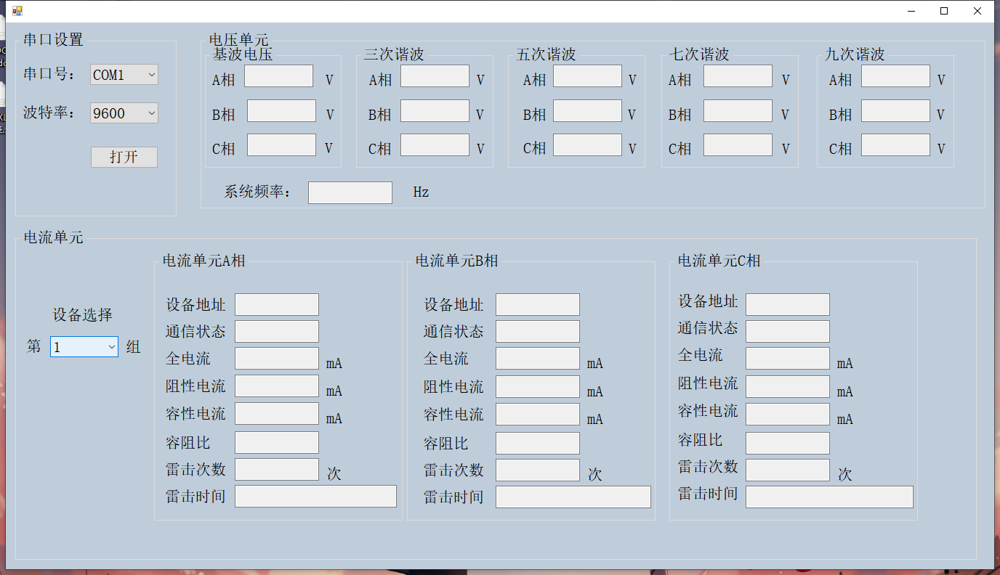 串口设置
串口号： COM1
波特率： 9600
打开
电压单元
基波电压
A相 V
B相 V
C相 V
三次谐波
A相 V
B相 V
C相 V
五次谐波
A相 V
B相 V
C相 V
七次谐波
A相 V
B相 V
C相 V
九次谐波
A相 V
B相 V
C相 V
系统频率： Hz
电流单元
设备选择
第 1 组
电流单元A相
设备地址
通信状态
全电流 mA
阻性电流 mA
容性电流 mA
容阻比
雷击次数 次
雷击时间
电流单元B相
设备地址
通信状态
全电流 mA
阻性电流 mA
容性电流 mA
容阻比
雷击次数 次
雷击时间
电流单元C相
设备地址
通信状态
全电流 mA
阻性电流 mA
容性电流 mA
容阻比
雷击次数 次
雷击时间